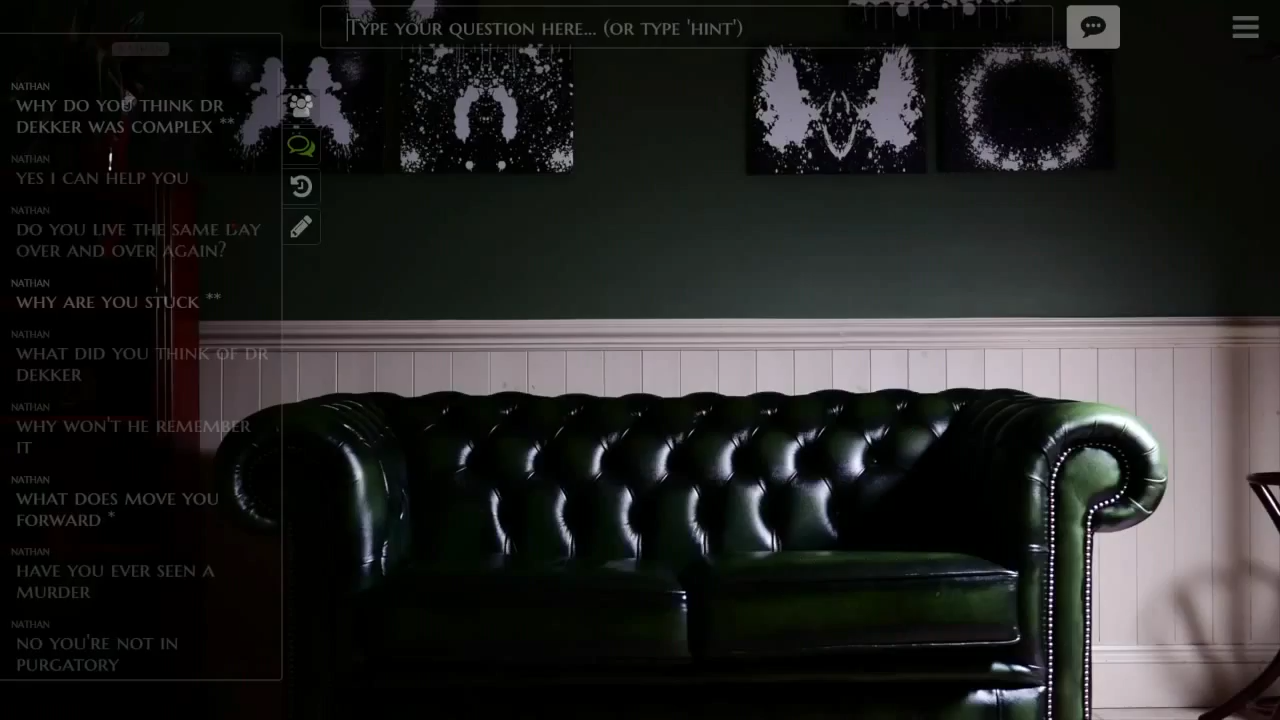 Type your question here... (or type 'hint')
NATHAN
WHY DO YOU THINK DR
DEKKER WAS COMPLEX **
NATHAN
YES I CAN HELP YOU
NATHAN
DO YOU LIVE THE SAME DAY
OVER AND OVER AGAIN?
NATHAN
WHY ARE YOU STUCK **
NATHAN
WHAT DID YOU THINK OF DR
DEKKER
NATHAN
WHY WON'T HE REMEMBER
IT
NATHAN
WHAT DOES MOVE YOU
FORWARD *
NATHAN
HAVE YOU EVER SEEN A
MURDER
NATHAN
NO YOU'RE NOT IN
PURGATORY